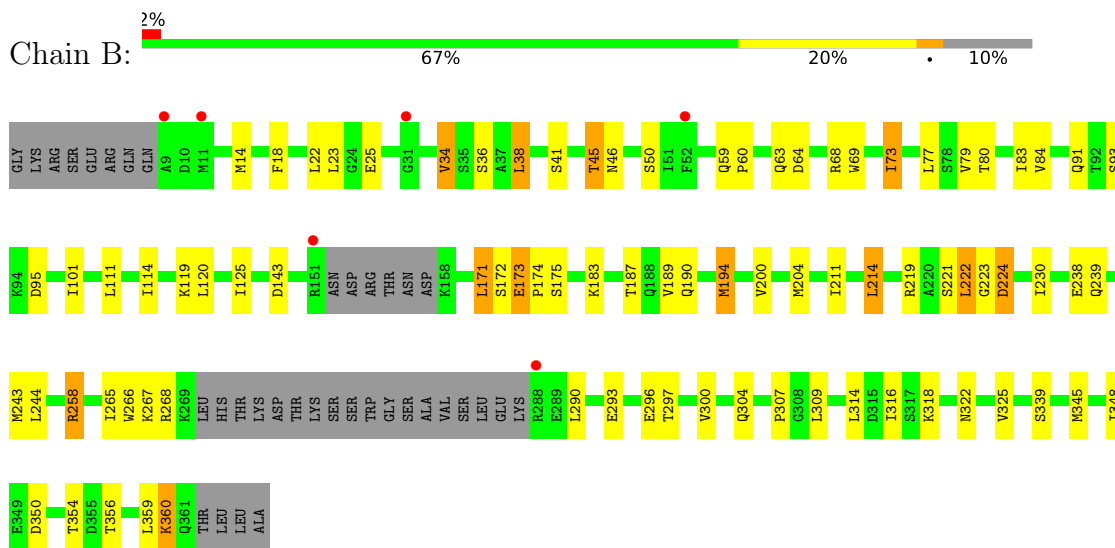 2%
Chain B:
67% 20% • 10%
GLY LYS ARG SER GLU ARG GLN GLN A9 D10 M11 M14 F18 L22 L23 G24 E25 G31 V34 S35 S36 A37 L38 S41 T45 N46 S50 I51 F52 Q59 P60 Q63 D64 R68 W69 I73 L77 S78 V79 T80 I83 V84 Q91 T92 S93
K94 D95 I101 L111 I114 K119 L120 I125 D143 R151 ASN ASP ARG THR ASN ASP K158 L171 S172 E173 P174 S175 K183 T187 Q188 V189 Q190 M194 V200 M204 I211 L214 R219 A220 S221 L222 G223 D224 I230 E238 Q239
M243 L244 R258 I265 W266 K267 R268 K269 LEU HIS THR LYS ASP THR LYS SER SER TRP GLY SER ALA VAL SER LEU GLU LYS R288 E289 L290 E293 E296 T297 V300 Q304 P307 G308 L309 L314 D315 I316 S317 K318 N322 V325 S339 M345 I348
E349 D350 T354 D355 T356 L359 K360 Q361 THR LEU LEU ALA